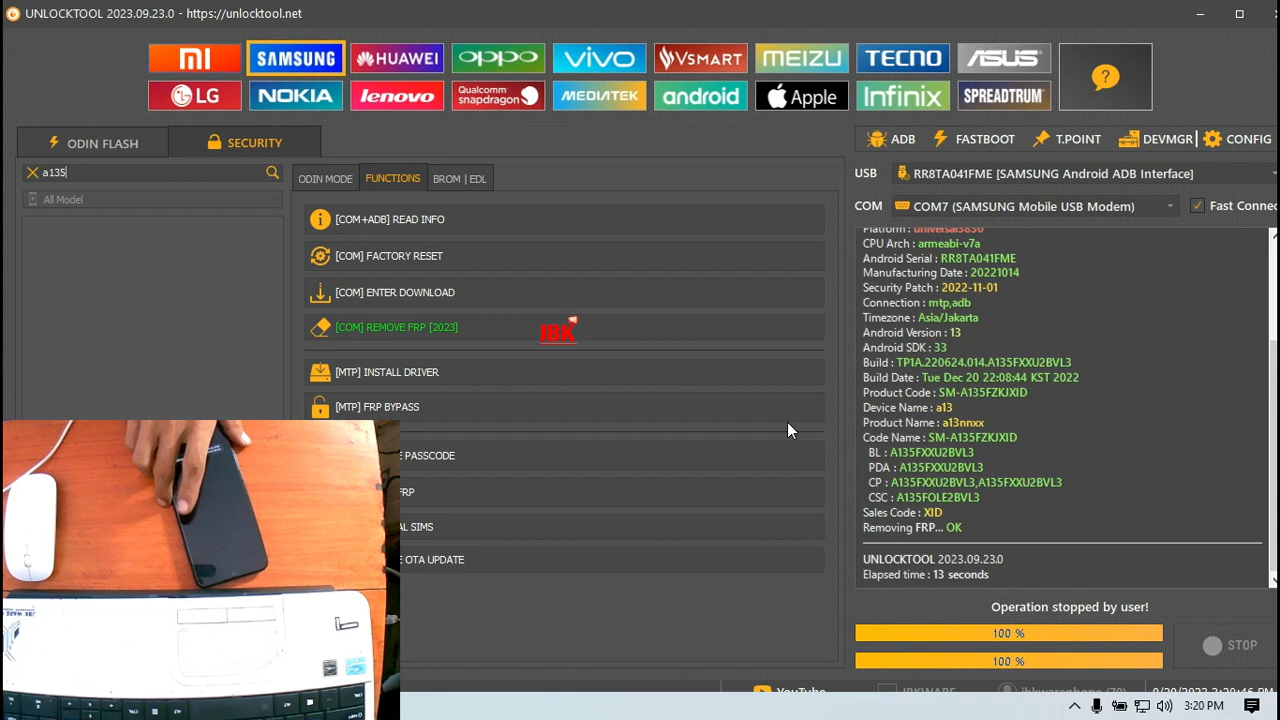 UNLOCKTOOL 2023.09.23.0 - https://unlocktool.net
SAMSUNG HUAWEI oppo vivo VSMART MEIZU TECNO ASUS
LG NOKIA lenovo Qualcomm snapdragon MEDIATEK android Apple Infinix SPREADTRUM
ODIN FLASH SECURITY
ADB FASTBOOT T.POINT DEVMGR CONFIG
a135
All Model
ODIN MODE FUNCTIONS BROM | EDL
[COM+ADB] READ INFO
[COM] FACTORY RESET
[COM] ENTER DOWNLOAD
[COM] REMOVE FRP [2023]
JBK
[MTP] INSTALL DRIVER
[MTP] FRP BYPASS
E PASSCODE
FRP
AL SIMS
E OTA UPDATE
USB RR8TA041FME [SAMSUNG Android ADB Interface]
COM COM7 (SAMSUNG Mobile USB Modem) Fast Connec
Platform : universal3830
CPU Arch : armeabi-v7a
Android Serial : RR8TA041FME
Manufacturing Date : 20221014
Security Patch : 2022-11-01
Connection : mtp,adb
Timezone : Asia/Jakarta
Android Version : 13
Android SDK : 33
Build : TP1A.220624.014.A135FXXU2BVL3
Build Date : Tue Dec 20 22:08:44 KST 2022
Product Code : SM-A135FZKJXID
Device Name : a13
Product Name : a13nnxx
Code Name : SM-A135FZKJXID
BL : A135FXXU2BVL3
PDA : A135FXXU2BVL3
CP : A135FXXU2BVL3,A135FXXU2BVL3
CSC : A135FOLE2BVL3
Sales Code : XID
Removing FRP... OK
UNLOCKTOOL 2023.09.23.0
Elapsed time : 13 seconds
Operation stopped by user!
100 %
STOP
100 %
YouTube
3:20 PM